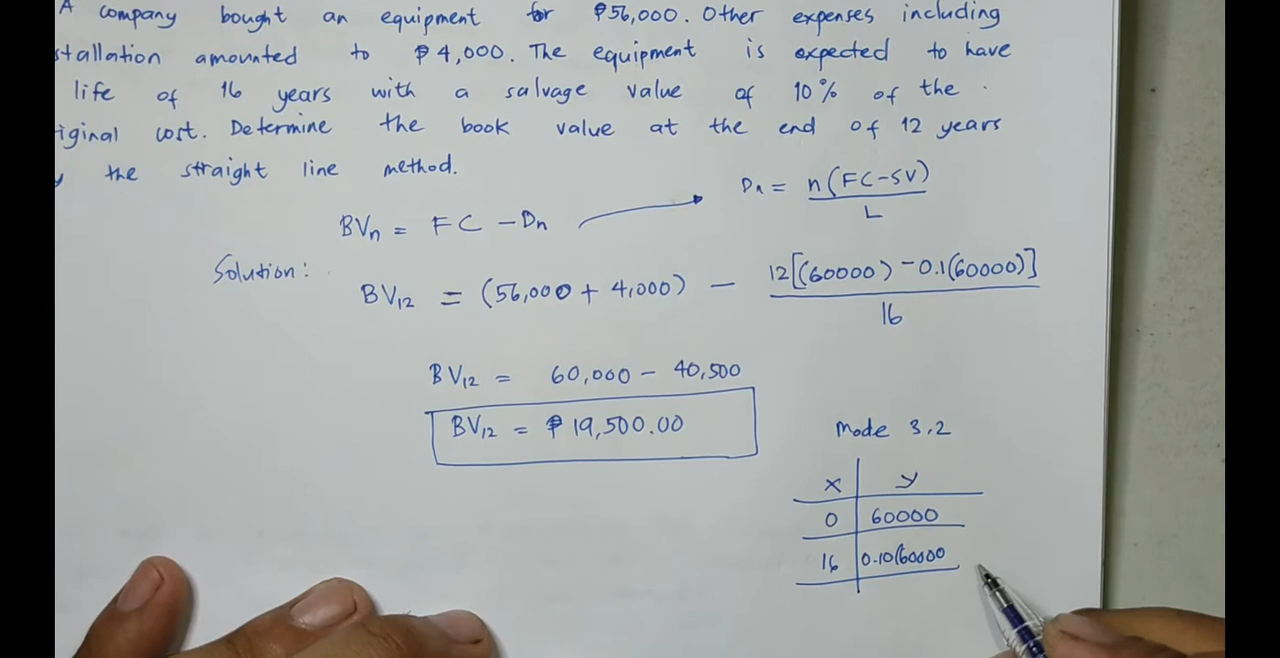 A company bought an equipment for ₱56,000. Other expenses including
stallation amounted to ₱4,000. The equipment is expected to have
life of 16 years with a salvage value of 10% of the
iginal cost. Determine the book value at the end of 12 years
y the straight line method.
Dn = n(FC-SV)
L
BVn = FC - Dn
Solution:
BV12 = (56,000 + 4,000) - 12[(60000) - 0.1(60000)]
16
BV12 = 60,000 - 40,500
BV12 = ₱19,500.00
Mode 3.2
x y
0 60000
16 0.10(60000